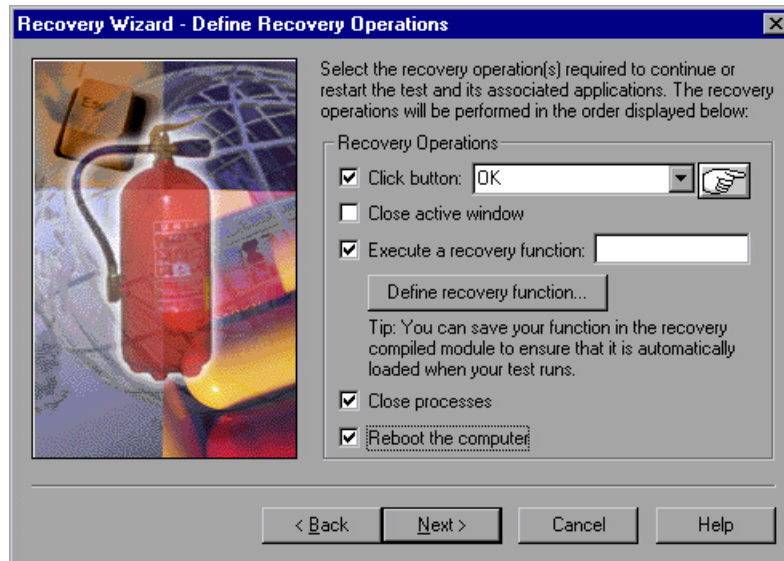 Recovery Wizard - Define Recovery Operations
Select the recovery operation(s) required to continue or
restart the test and its associated applications. The recovery
operations will be performed in the order displayed below:
Recovery Operations
Click button: OK
Close active window
Execute a recovery function:
Define recovery function...
Tip: You can save your function in the recovery
compiled module to ensure that it is automatically
loaded when your test runs.
Close processes
Reboot the computer
< Back
Next >
Cancel
Help
Esc